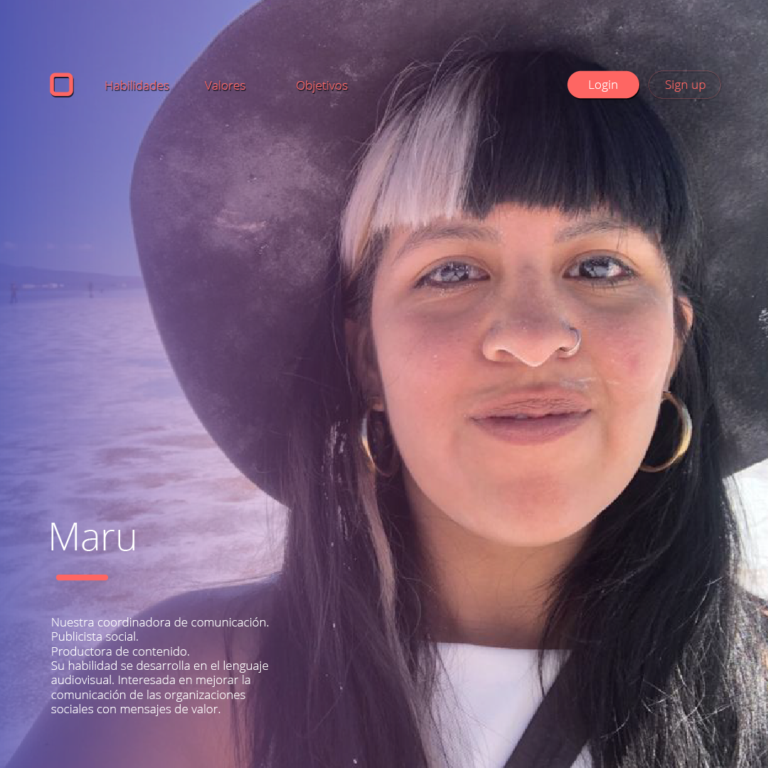 Habilidades Valores Objetivos Login Sign up
Maru
Nuestra coordinadora de comunicación.
Publicista social.
Productora de contenido.
Su habilidad se desarrolla en el lenguaje
audiovisual. Interesada en mejorar la
comunicación de las organizaciones
sociales con mensajes de valor.